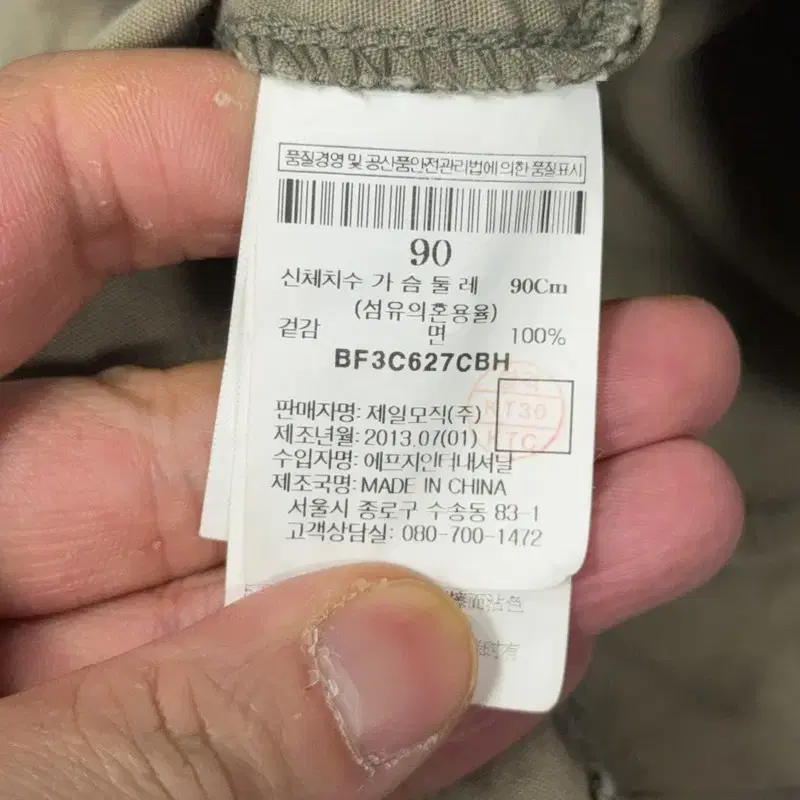 품질경영 및 공산품안전관리법에 의한 품질표시
90
신체치수 가 슴 둘 레 90Cm
(섬유의혼용율)
겉감 면 100%
BF3C627CBH
판매자명: 제일모직(주)
제조년월: 2013.07(01)
수입자명: 에프지인터내셔날
제조국명: MADE IN CHINA
서울시 종로구 수송동 83-1
고객상담실: 080-700-1472
KTC